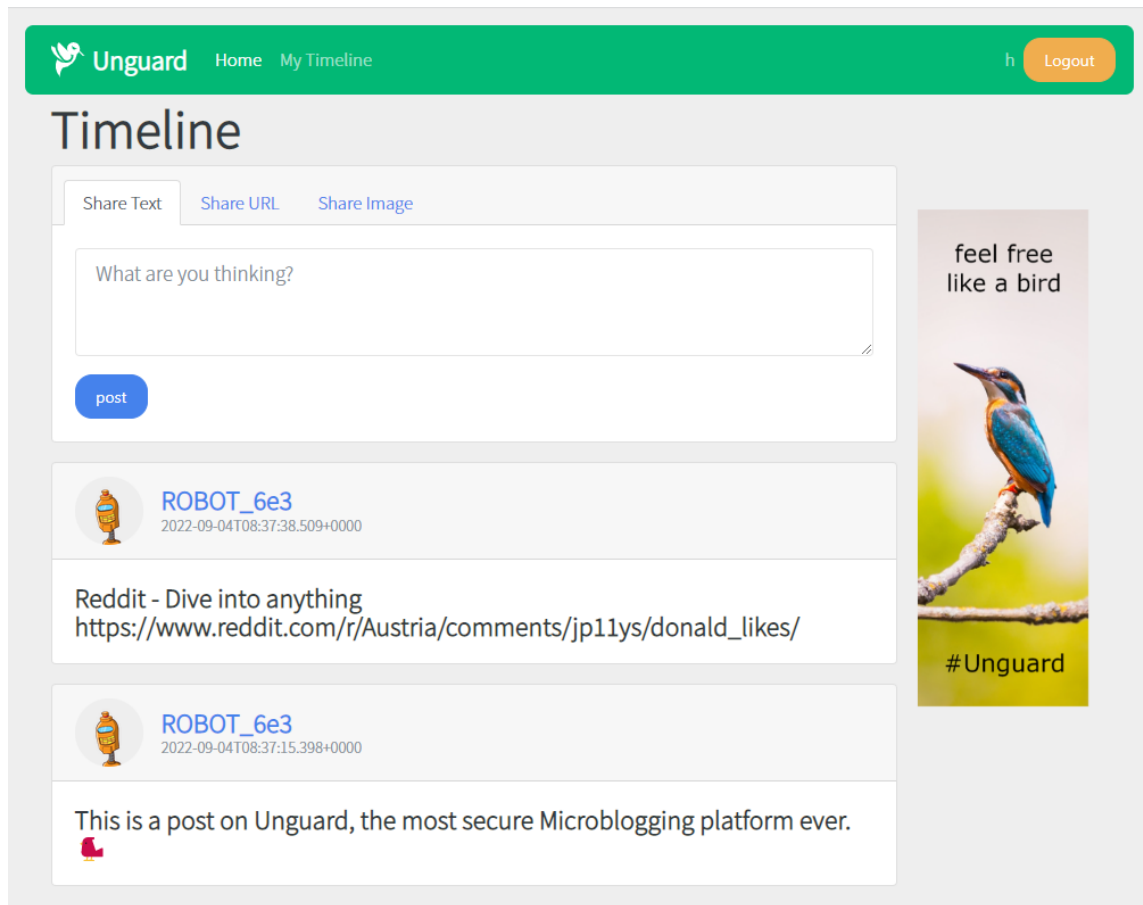 Unguard Home My Timeline h Logout
Timeline
Share Text Share URL Share Image
What are you thinking?
post
ROBOT_6e3
2022-09-04T08:37:38.509+0000
Reddit - Dive into anything
https://www.reddit.com/r/Austria/comments/jp11ys/donald_likes/
ROBOT_6e3
2022-09-04T08:37:15.398+0000
This is a post on Unguard, the most secure Microblogging platform ever.
feel free
like a bird
#Unguard